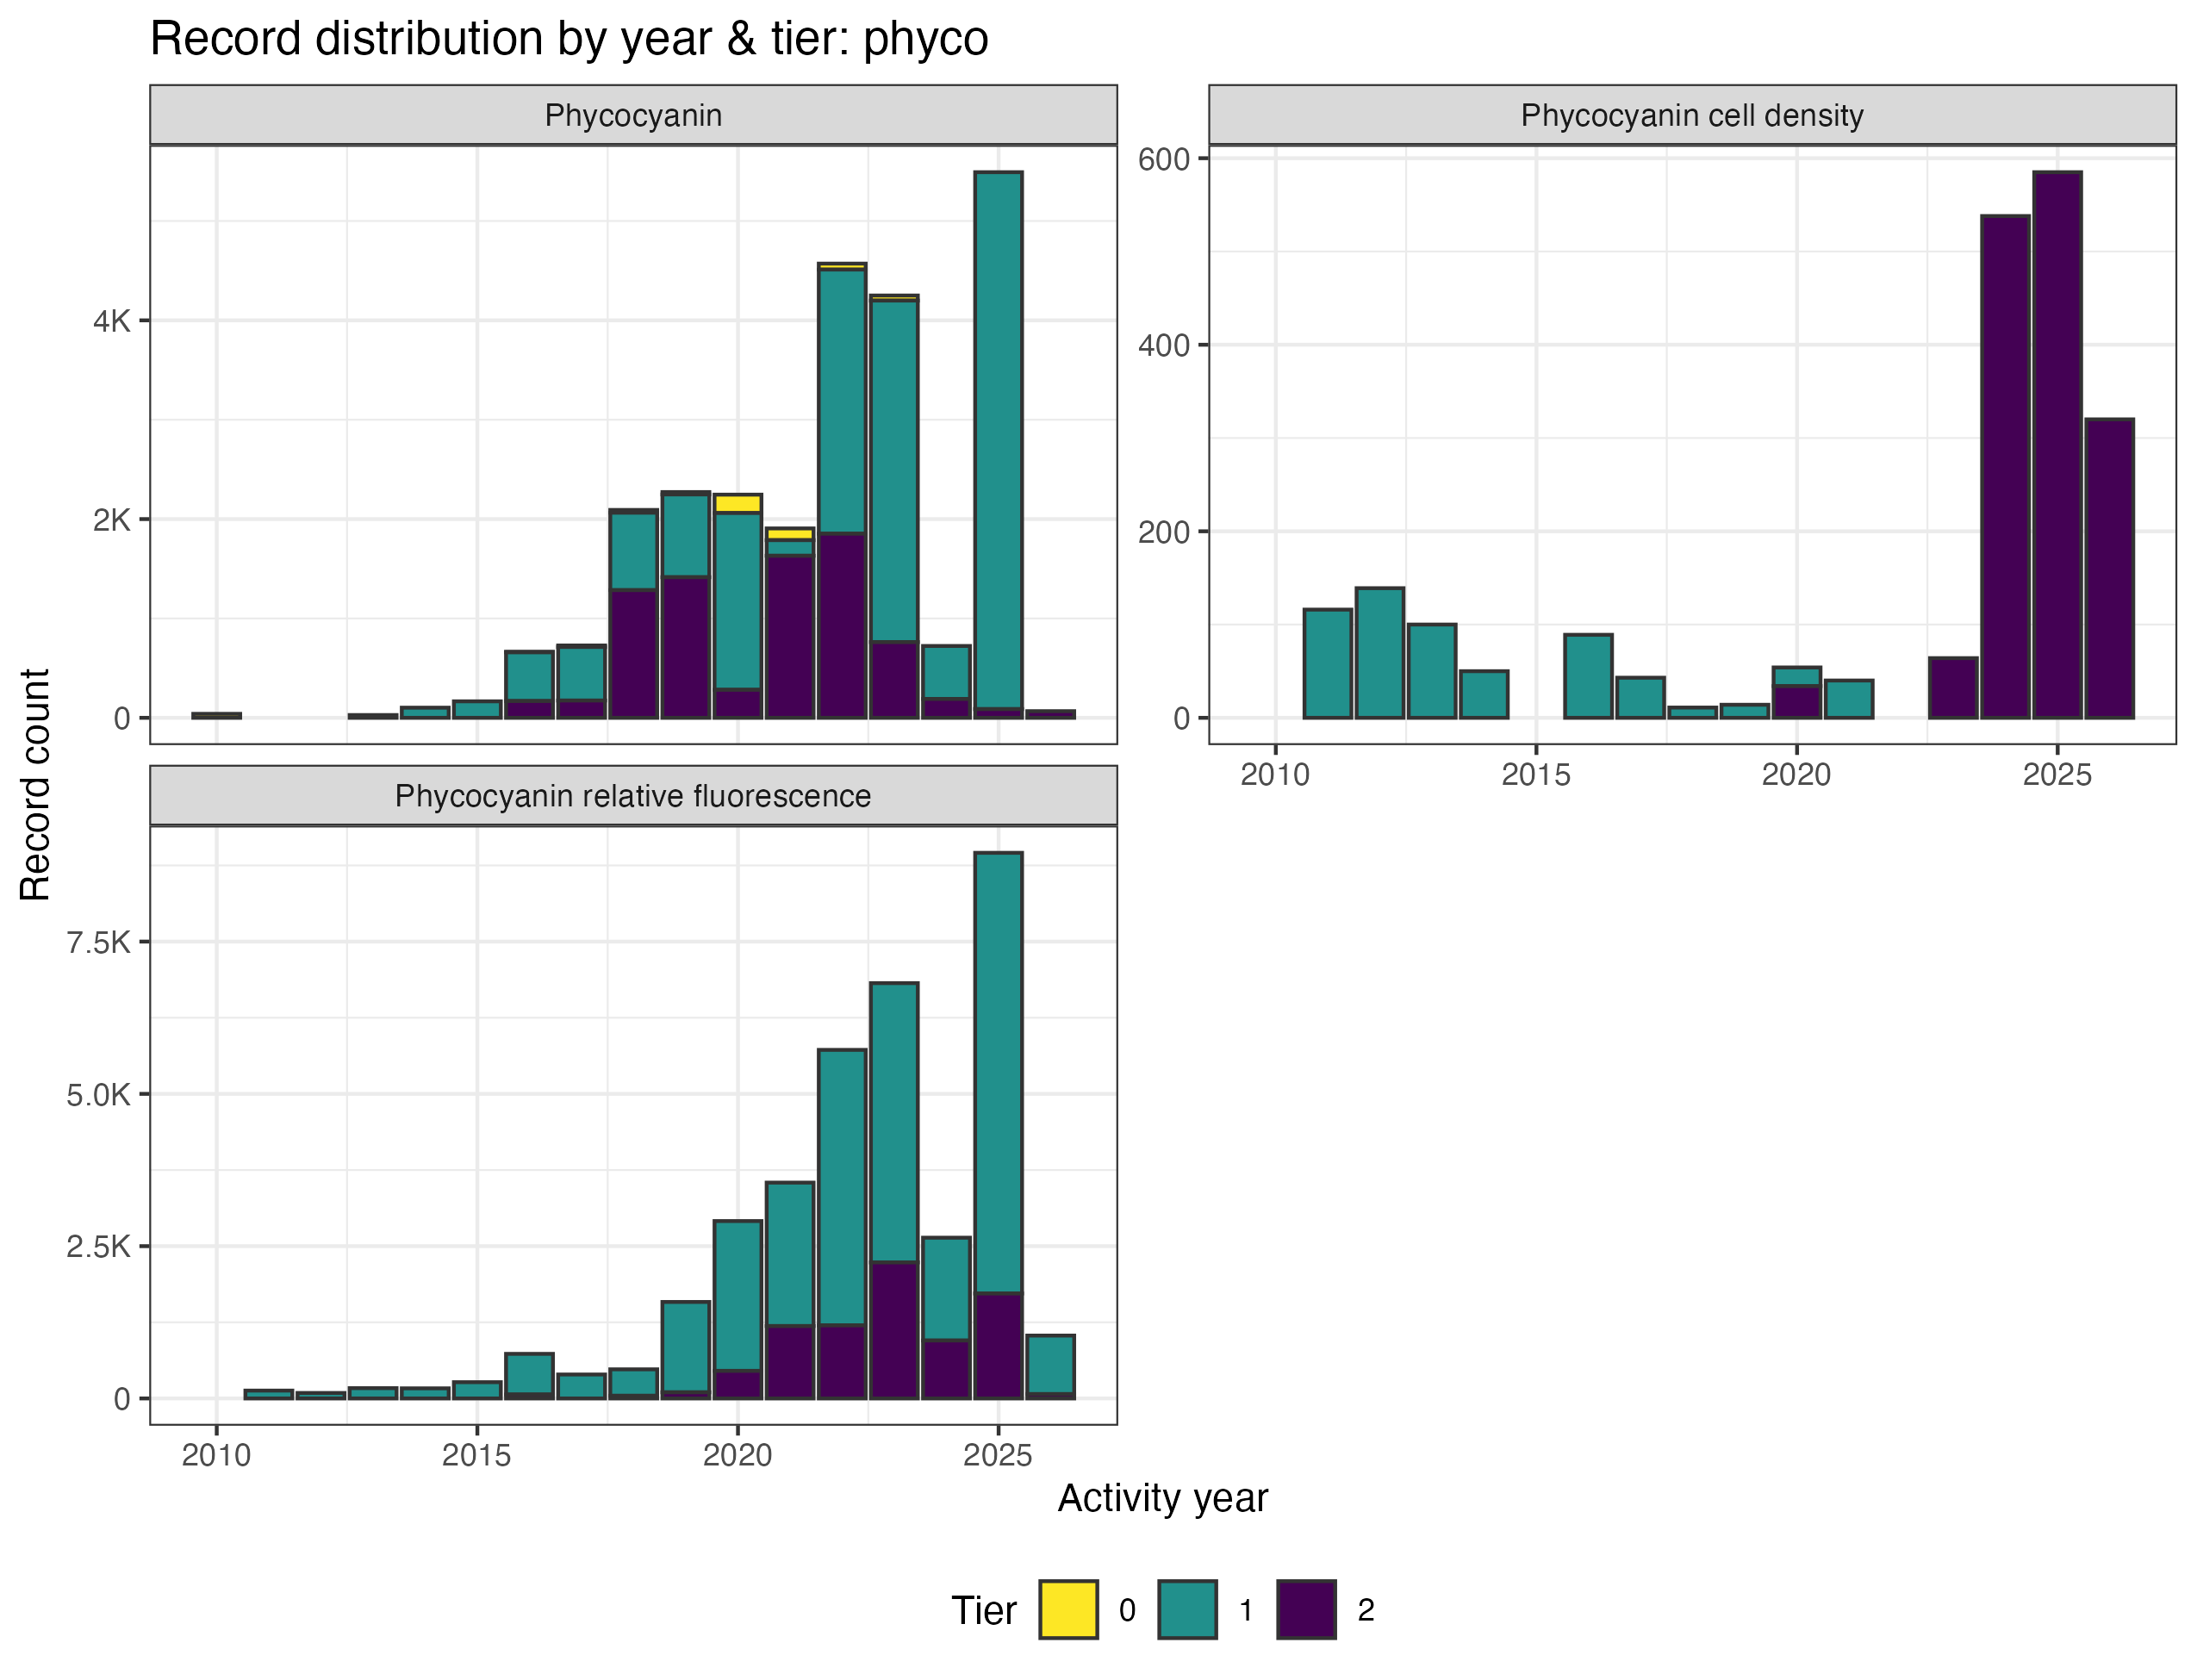 Record distribution by year & tier: phyco
Phycocyanin
Phycocyanin cell density
4K
2K
0
600
400
200
0
2010 2015 2020 2025
Phycocyanin relative fluorescence
7.5K
5.0K
2.5K
0
2010 2015 2020 2025
Record count
Activity year
Tier 0 1 2